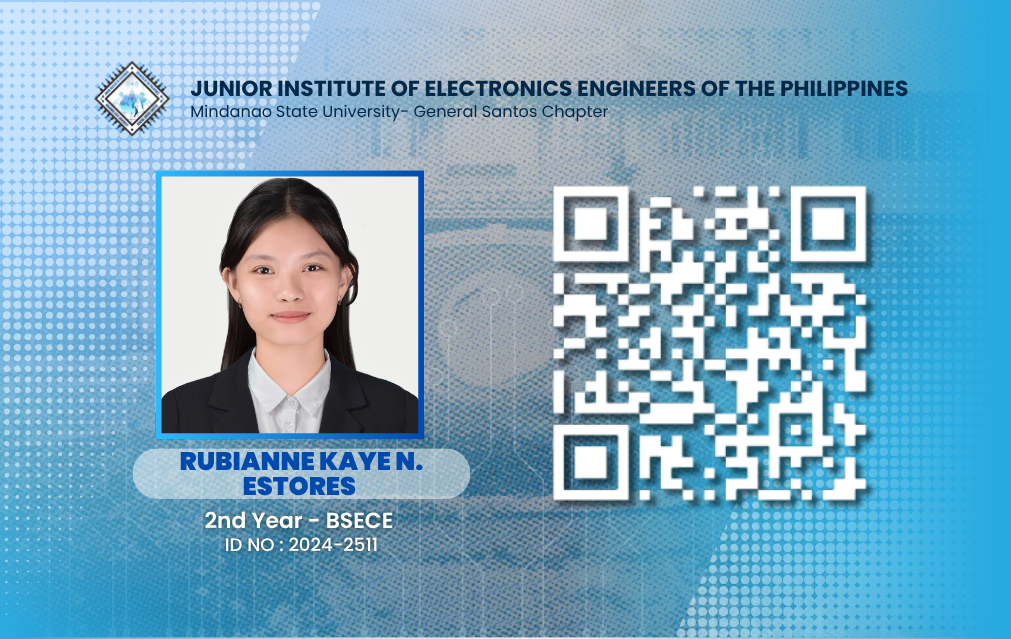 JUNIOR INSTITUTE OF ELECTRONICS ENGINEERS OF THE PHILIPPINES
Mindanao State University- General Santos Chapter
RUBIANNE KAYE N.
ESTORES
2nd Year - BSECE
ID NO : 2024-2511